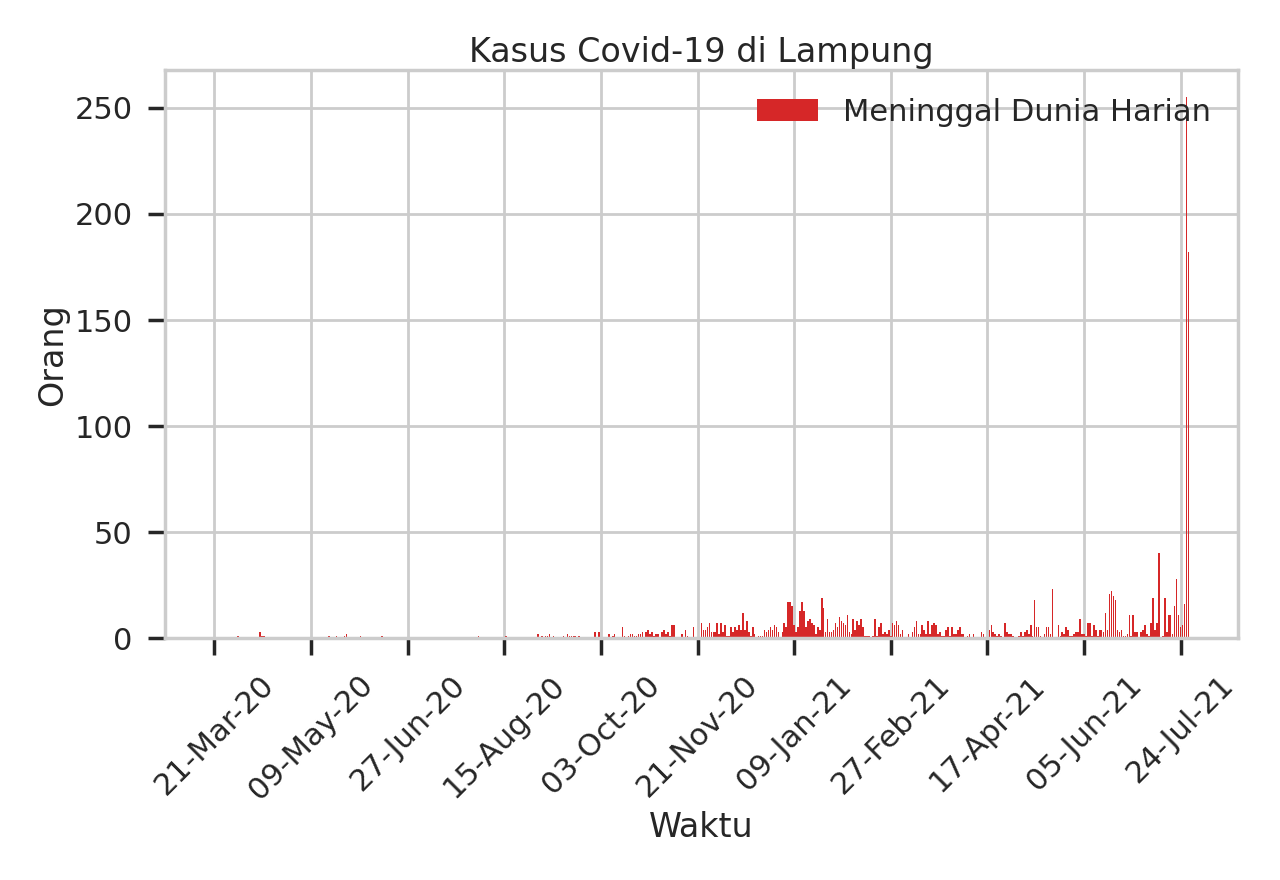 Kasus Covid-19 di Lampung
Meninggal Dunia Harian
Orang
250
200
150
100
50
0
21-Mar-20
09-May-20
27-Jun-20
15-Aug-20
03-Oct-20
21-Nov-20
09-Jan-21
27-Feb-21
17-Apr-21
05-Jun-21
24-Jul-21
Waktu